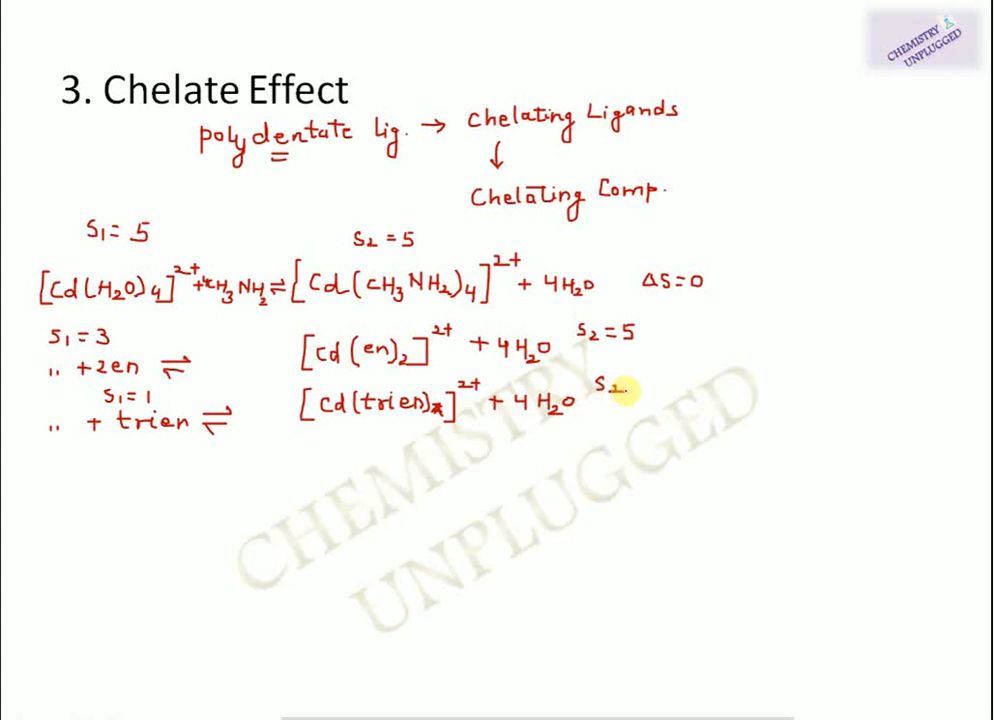 CHEMISTRY
UNPLUGGED
3. Chelate Effect
polydentate lig. → Chelating Ligands
↓
Chelating Comp.
S₁ = 5
S₂ = 5
[Cd(H₂O)₄]²⁺ + 4CH₃NH₂ ⇌ [Cd(CH₃NH₂)₄]²⁺ + 4H₂O ΔS=0
S₁ = 3
" + 2en ⇌ [Cd(en)₂]²⁺ + 4H₂O S₂ = 5
S₁ = 1
" + trien ⇌ [Cd(trien)]²⁺ + 4H₂O S₂
CHEMISTRY
UNPLUGGED